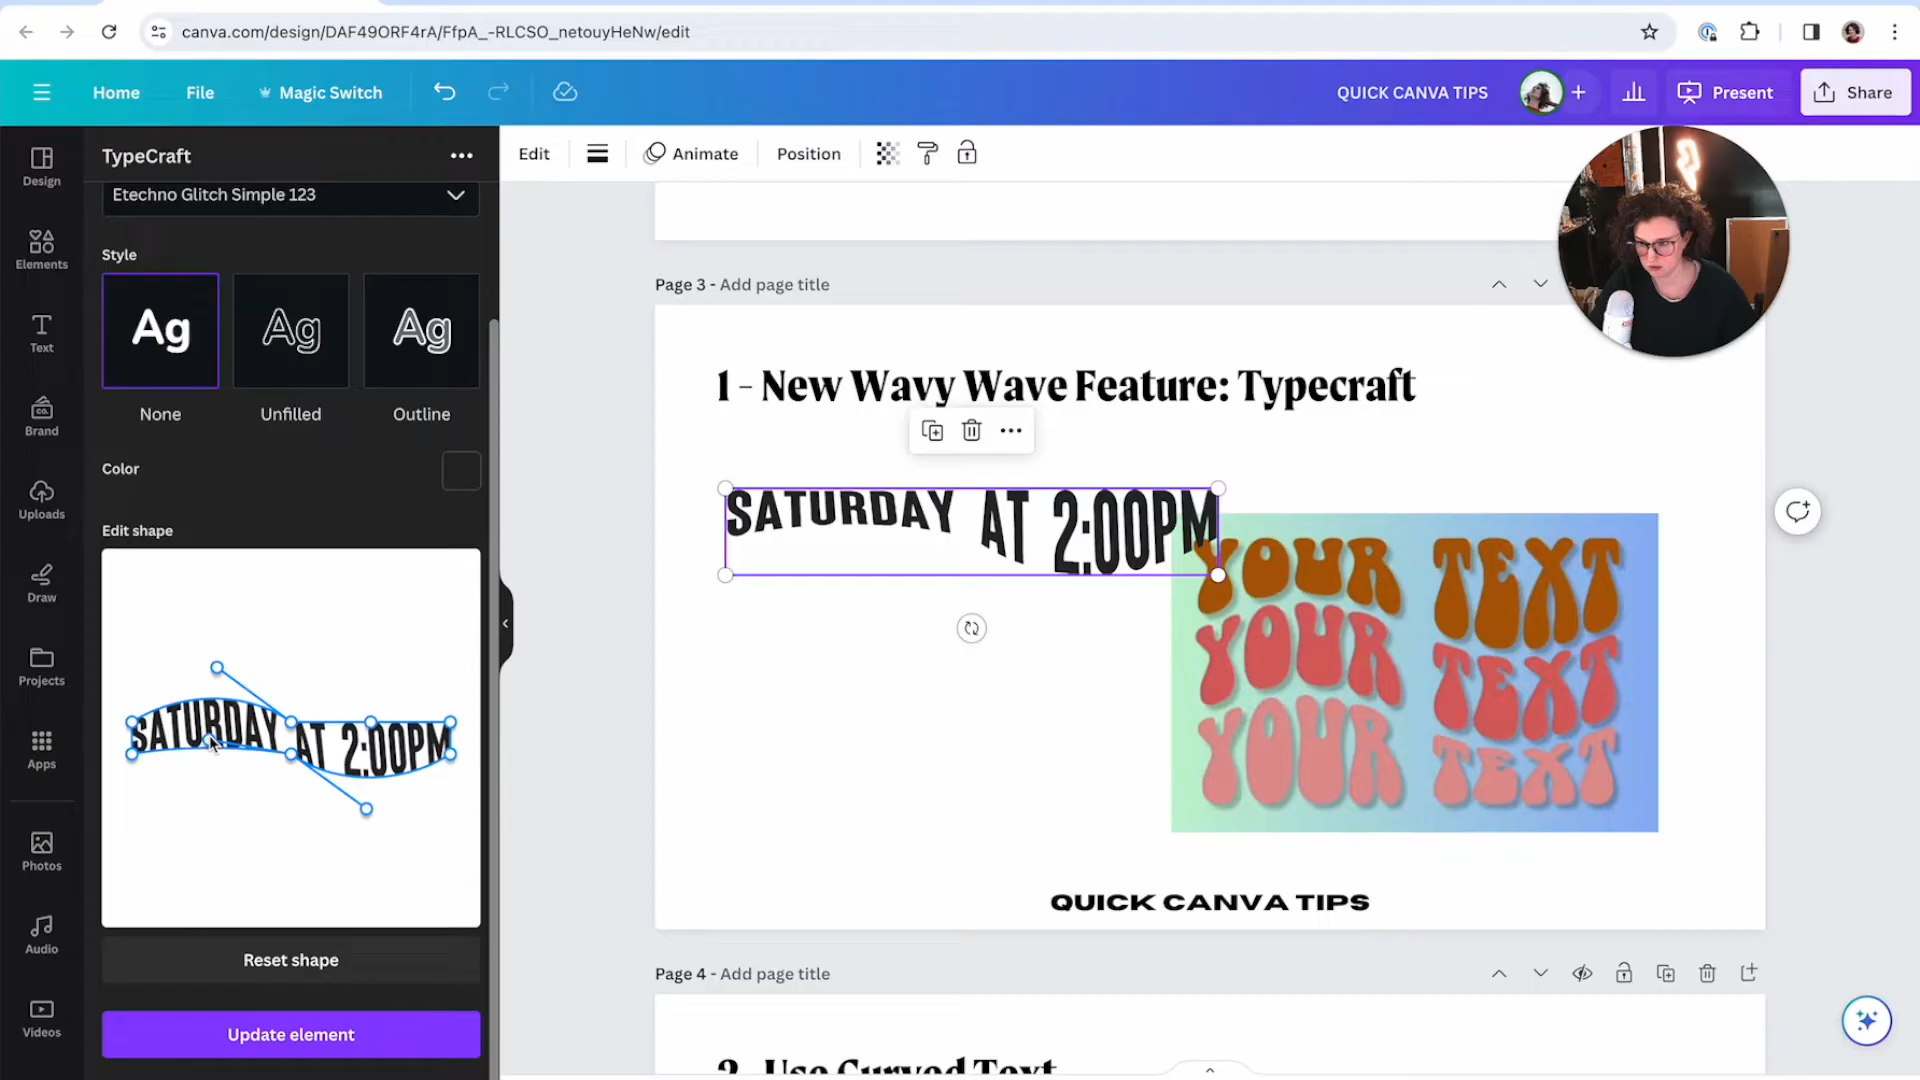 canva.com/design/DAF49ORF4rA/FfpA_-RLCSO_netouyHeNw/edit
Home
File
Magic Switch
QUICK CANVA TIPS
Present
Share
Design
Elements
Text
Brand
Uploads
Draw
Projects
Apps
Photos
Audio
Videos
TypeCraft
Etechno Glitch Simple 123
Style
Ag
Ag
Ag
None
Unfilled
Outline
Color
Edit shape
SATURDAY AT 2:00PM
Reset shape
Update element
Edit
Animate
Position
Page 3 - Add page title
1 - New Wavy Wave Feature: Typecraft
SATURDAY AT 2:00PM
YOUR TEXT
YOUR TEXT
YOUR TEXT
QUICK CANVA TIPS
Page 4 - Add page title
2 - Use Curved Text